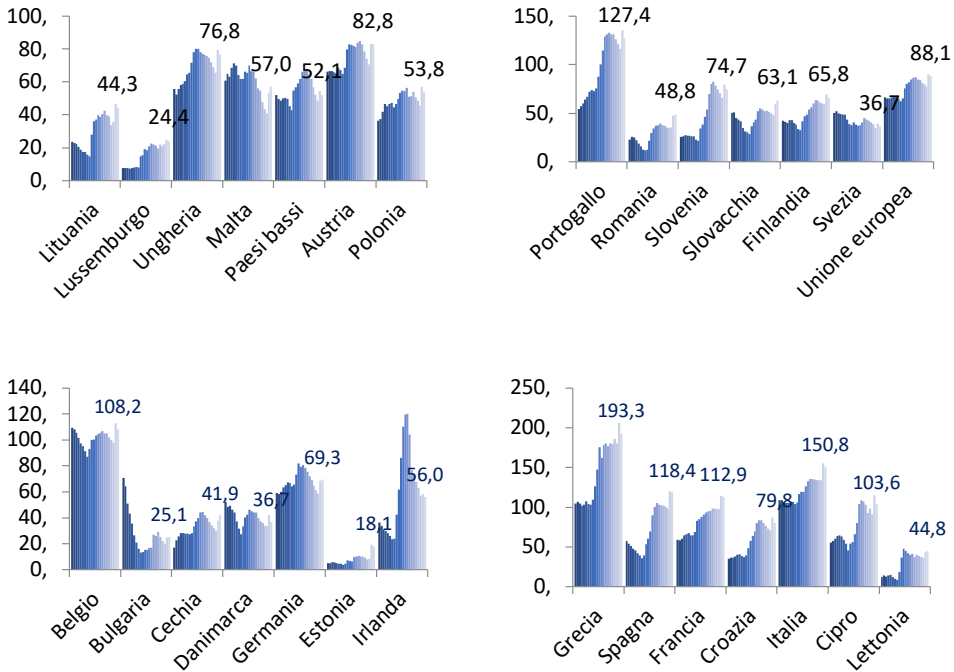 100,
80,
60,
40,
20,
0,
44,3
24,4
76,8
57,0
52,1
82,8
53,8
Lituania
Lussemburgo
Ungheria
Malta
Paesi bassi
Austria
Polonia
150,
100,
50,
0,
127,4
48,8
74,7
63,1
65,8
36,7
88,1
Portogallo
Romania
Slovenia
Slovacchia
Finlandia
Svezia
Unione europea
140,
120,
100,
80,
60,
40,
20,
0,
108,2
25,1
41,9
36,7
69,3
18,1
56,0
Belgio
Bulgaria
Cechia
Danimarca
Germania
Estonia
Irlanda
250,
200,
150,
100,
50,
0,
193,3
118,4
112,9
79,8
150,8
103,6
44,8
Grecia
Spagna
Francia
Croazia
Italia
Cipro
Lettonia